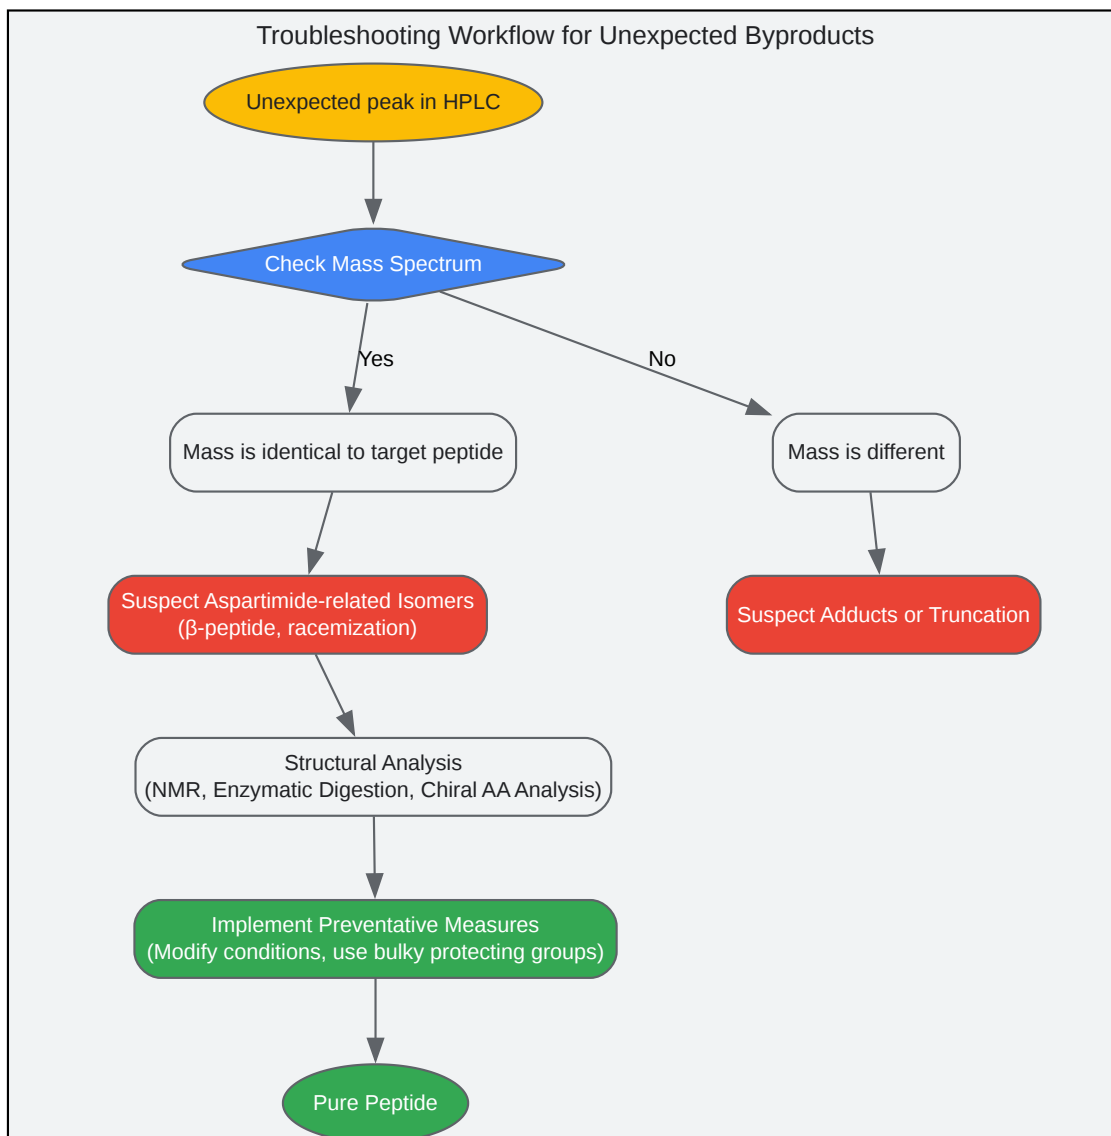 Troubleshooting Workflow for Unexpected Byproducts
Unexpected peak in HPLC
Check Mass Spectrum
Yes
No
Mass is identical to target peptide
Mass is different
Suspect Aspartimide-related Isomers
(β-peptide, racemization)
Suspect Adducts or Truncation
Structural Analysis
(NMR, Enzymatic Digestion, Chiral AA Analysis)
Implement Preventative Measures
(Modify conditions, use bulky protecting groups)
Pure Peptide